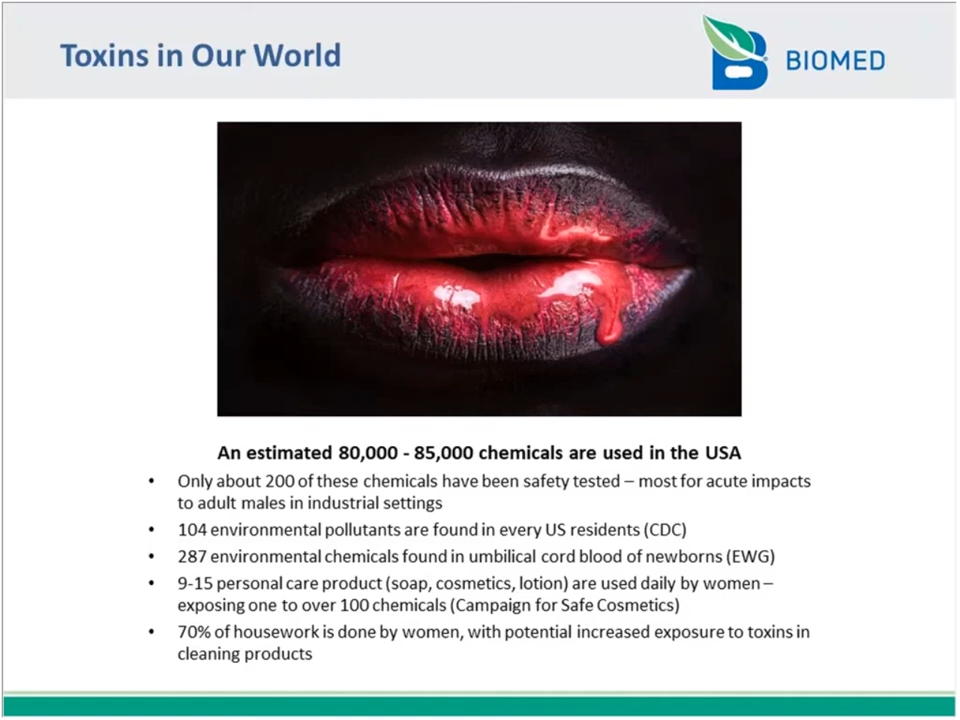 Toxins in Our World
BIOMED
An estimated 80,000 - 85,000 chemicals are used in the USA
• Only about 200 of these chemicals have been safety tested – most for acute impacts
to adult males in industrial settings
• 104 environmental pollutants are found in every US residents (CDC)
• 287 environmental chemicals found in umbilical cord blood of newborns (EWG)
• 9-15 personal care product (soap, cosmetics, lotion) are used daily by women –
exposing one to over 100 chemicals (Campaign for Safe Cosmetics)
• 70% of housework is done by women, with potential increased exposure to toxins in
cleaning products